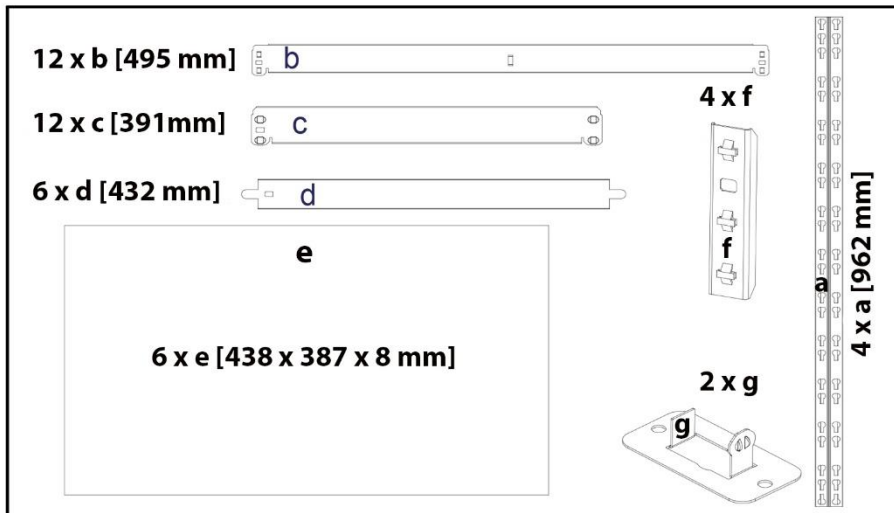 12 x b [495 mm]
b
12 x c [391mm]
c
6 x d [432 mm]
d
e
6 x e [438 x 387 x 8 mm]
4 x f
f
2 x g
g
a
4 x a [962 mm]